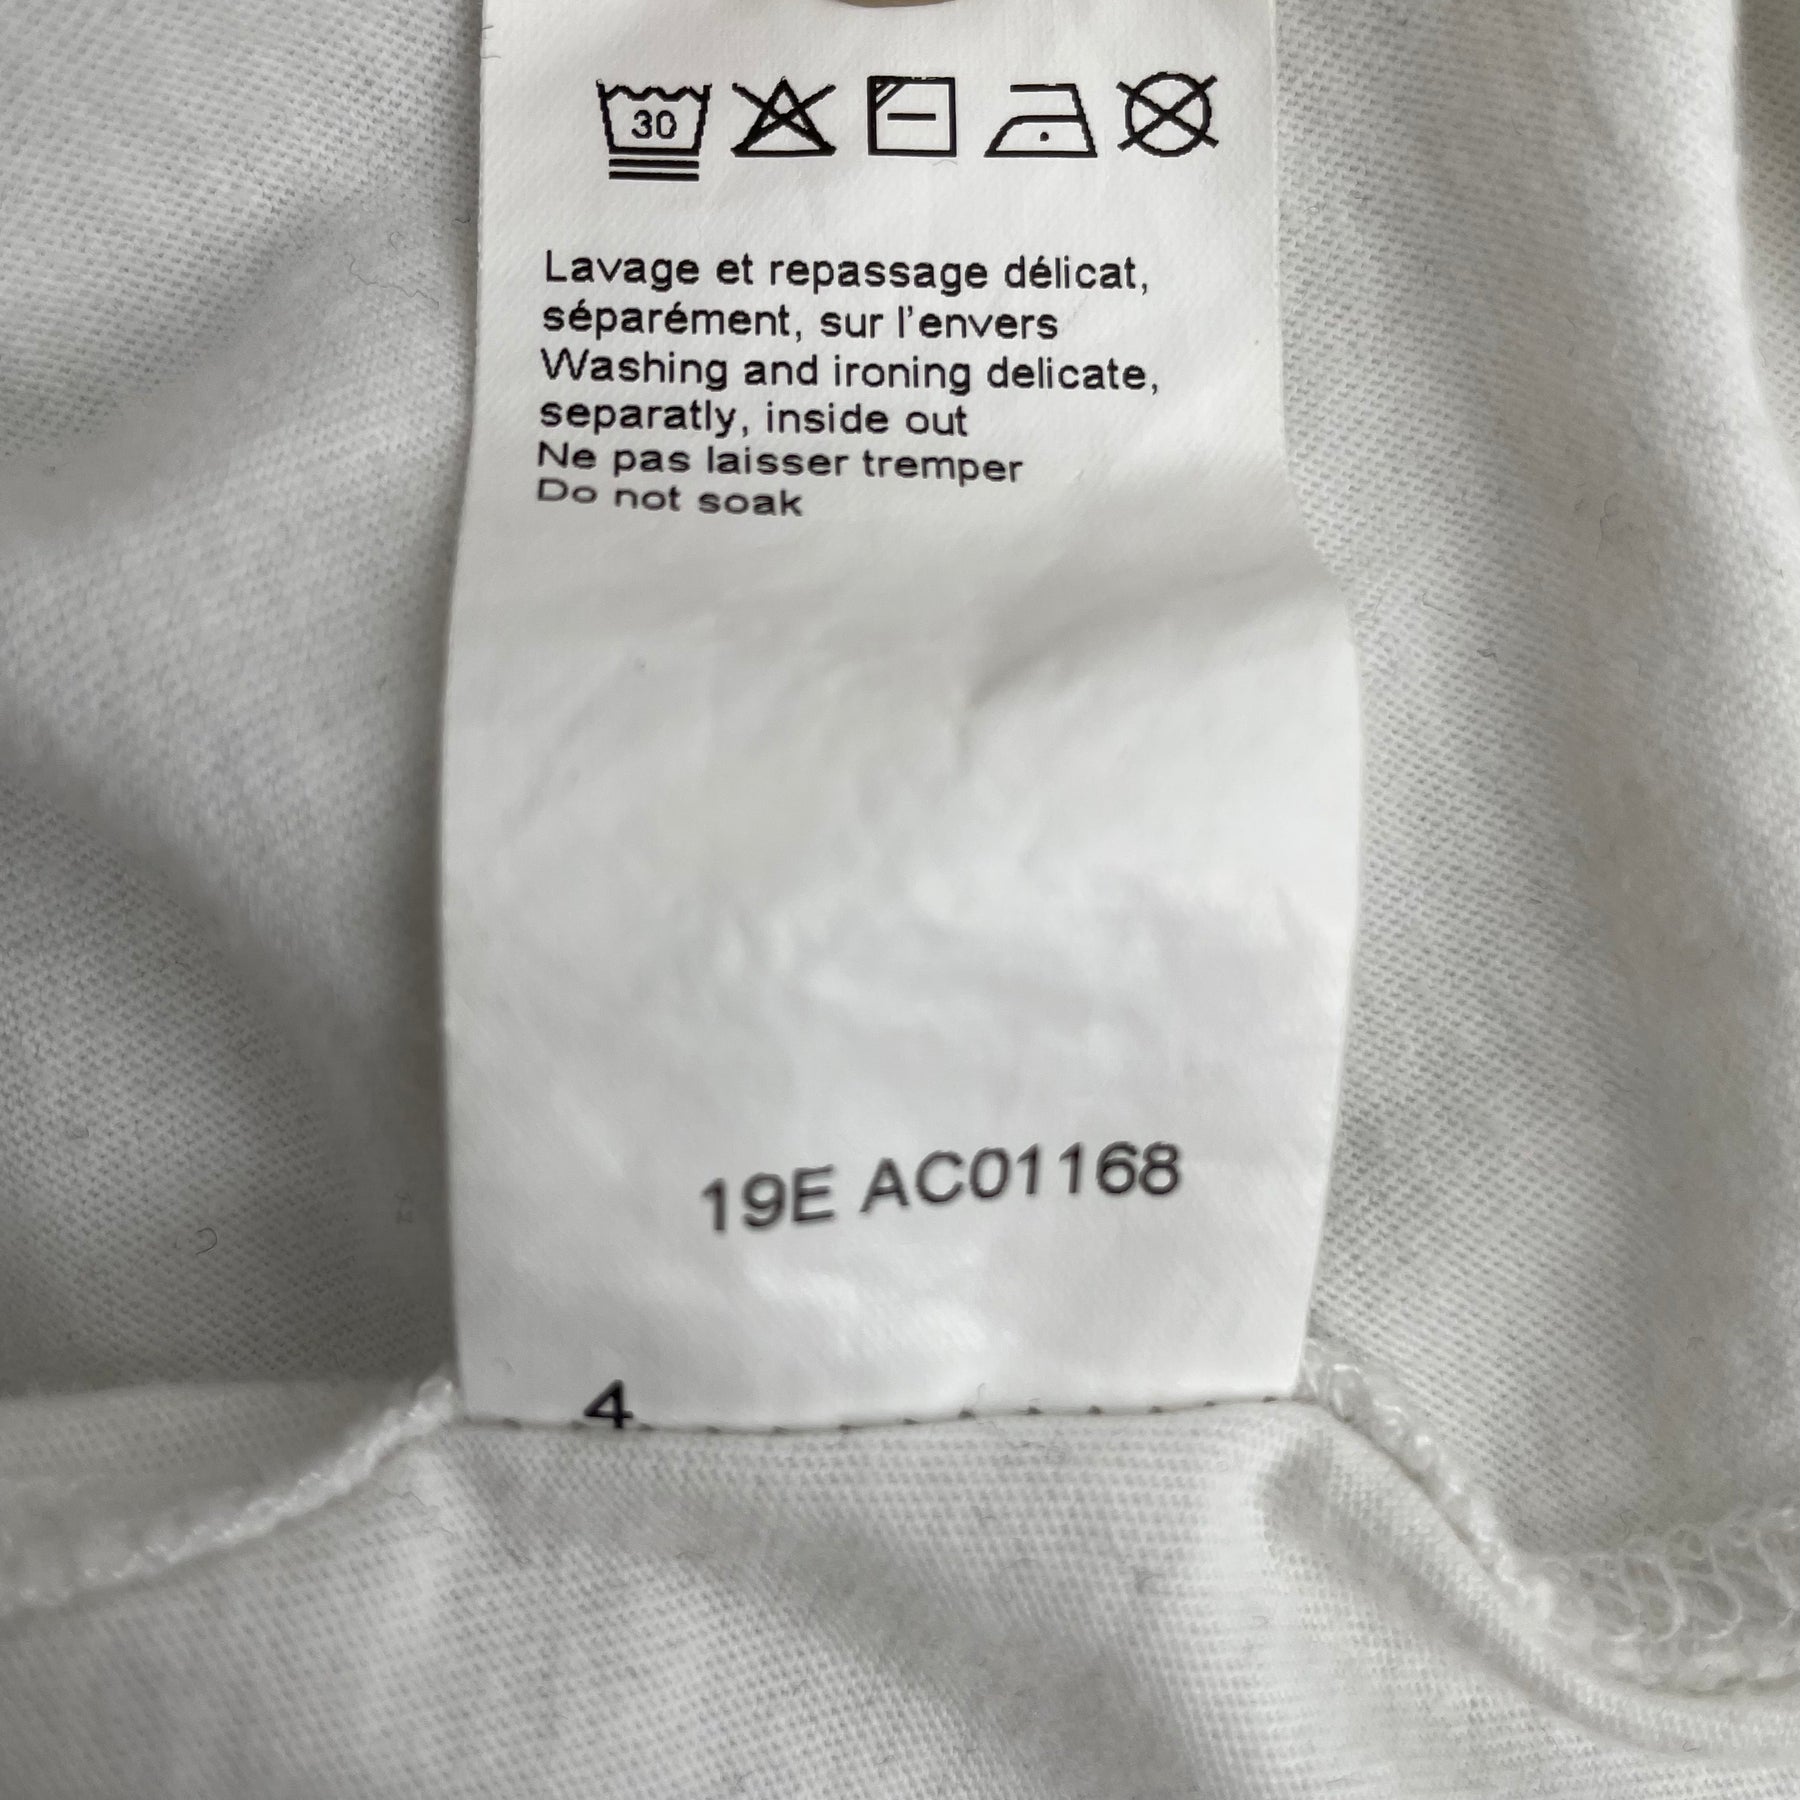 30
Lavage et repassage délicat,
séparément, sur l'envers
Washing and ironing delicate,
separatly, inside out
Ne pas laisser tremper
Do not soak
19E AC01168
4